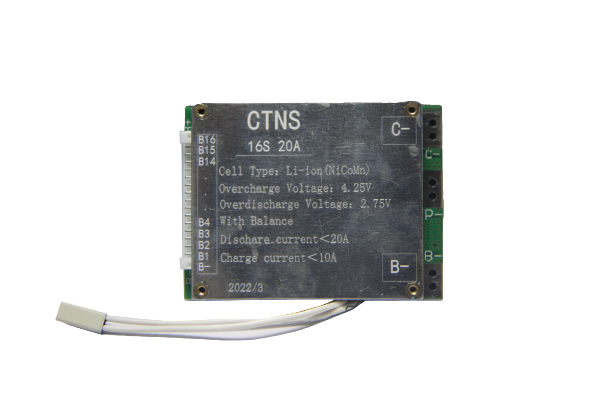 CTNS
16S 20A
Cell Type: Li-ion(NiCoMn)
Overcharge Voltage: 4.25V
Overdischarge Voltage: 2.75V
With Balance
Dischare current<20A
Charge current<10A
2022/3
B16
B15
B14
B4
B3
B2
B1
B-
C-
B-
C-
P-
B-